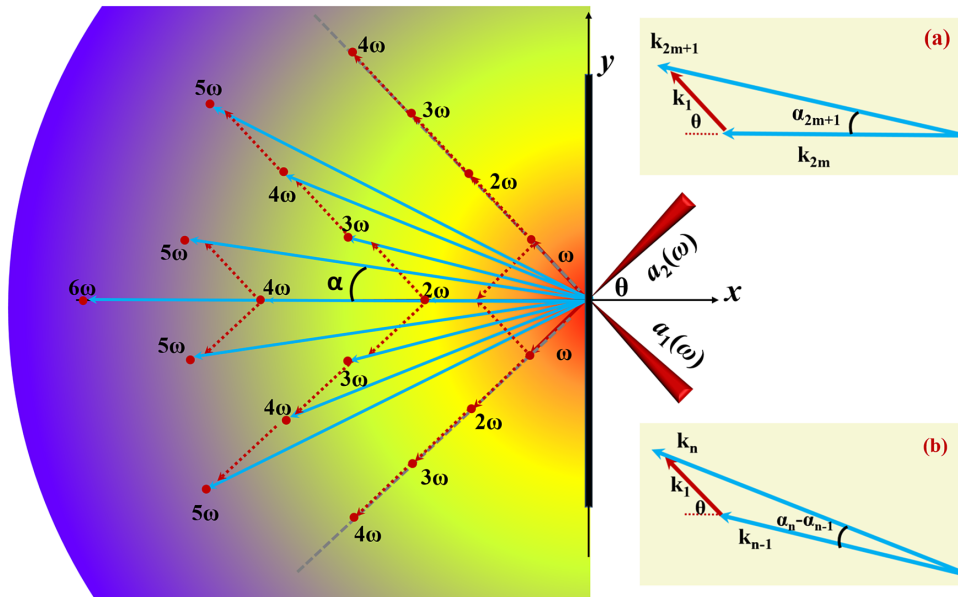 4ω
y
(a)
k2m+1
5ω
3ω
k1
α2m+1
θ
k2m
4ω
2ω
3ω
5ω
ω
a2(ω)
6ω
α
4ω
2ω
θ
x
5ω
ω
a1(ω)
3ω
4ω
2ω
(b)
kn
3ω
k1
αn-αn-1
5ω
θ
4ω
kn-1